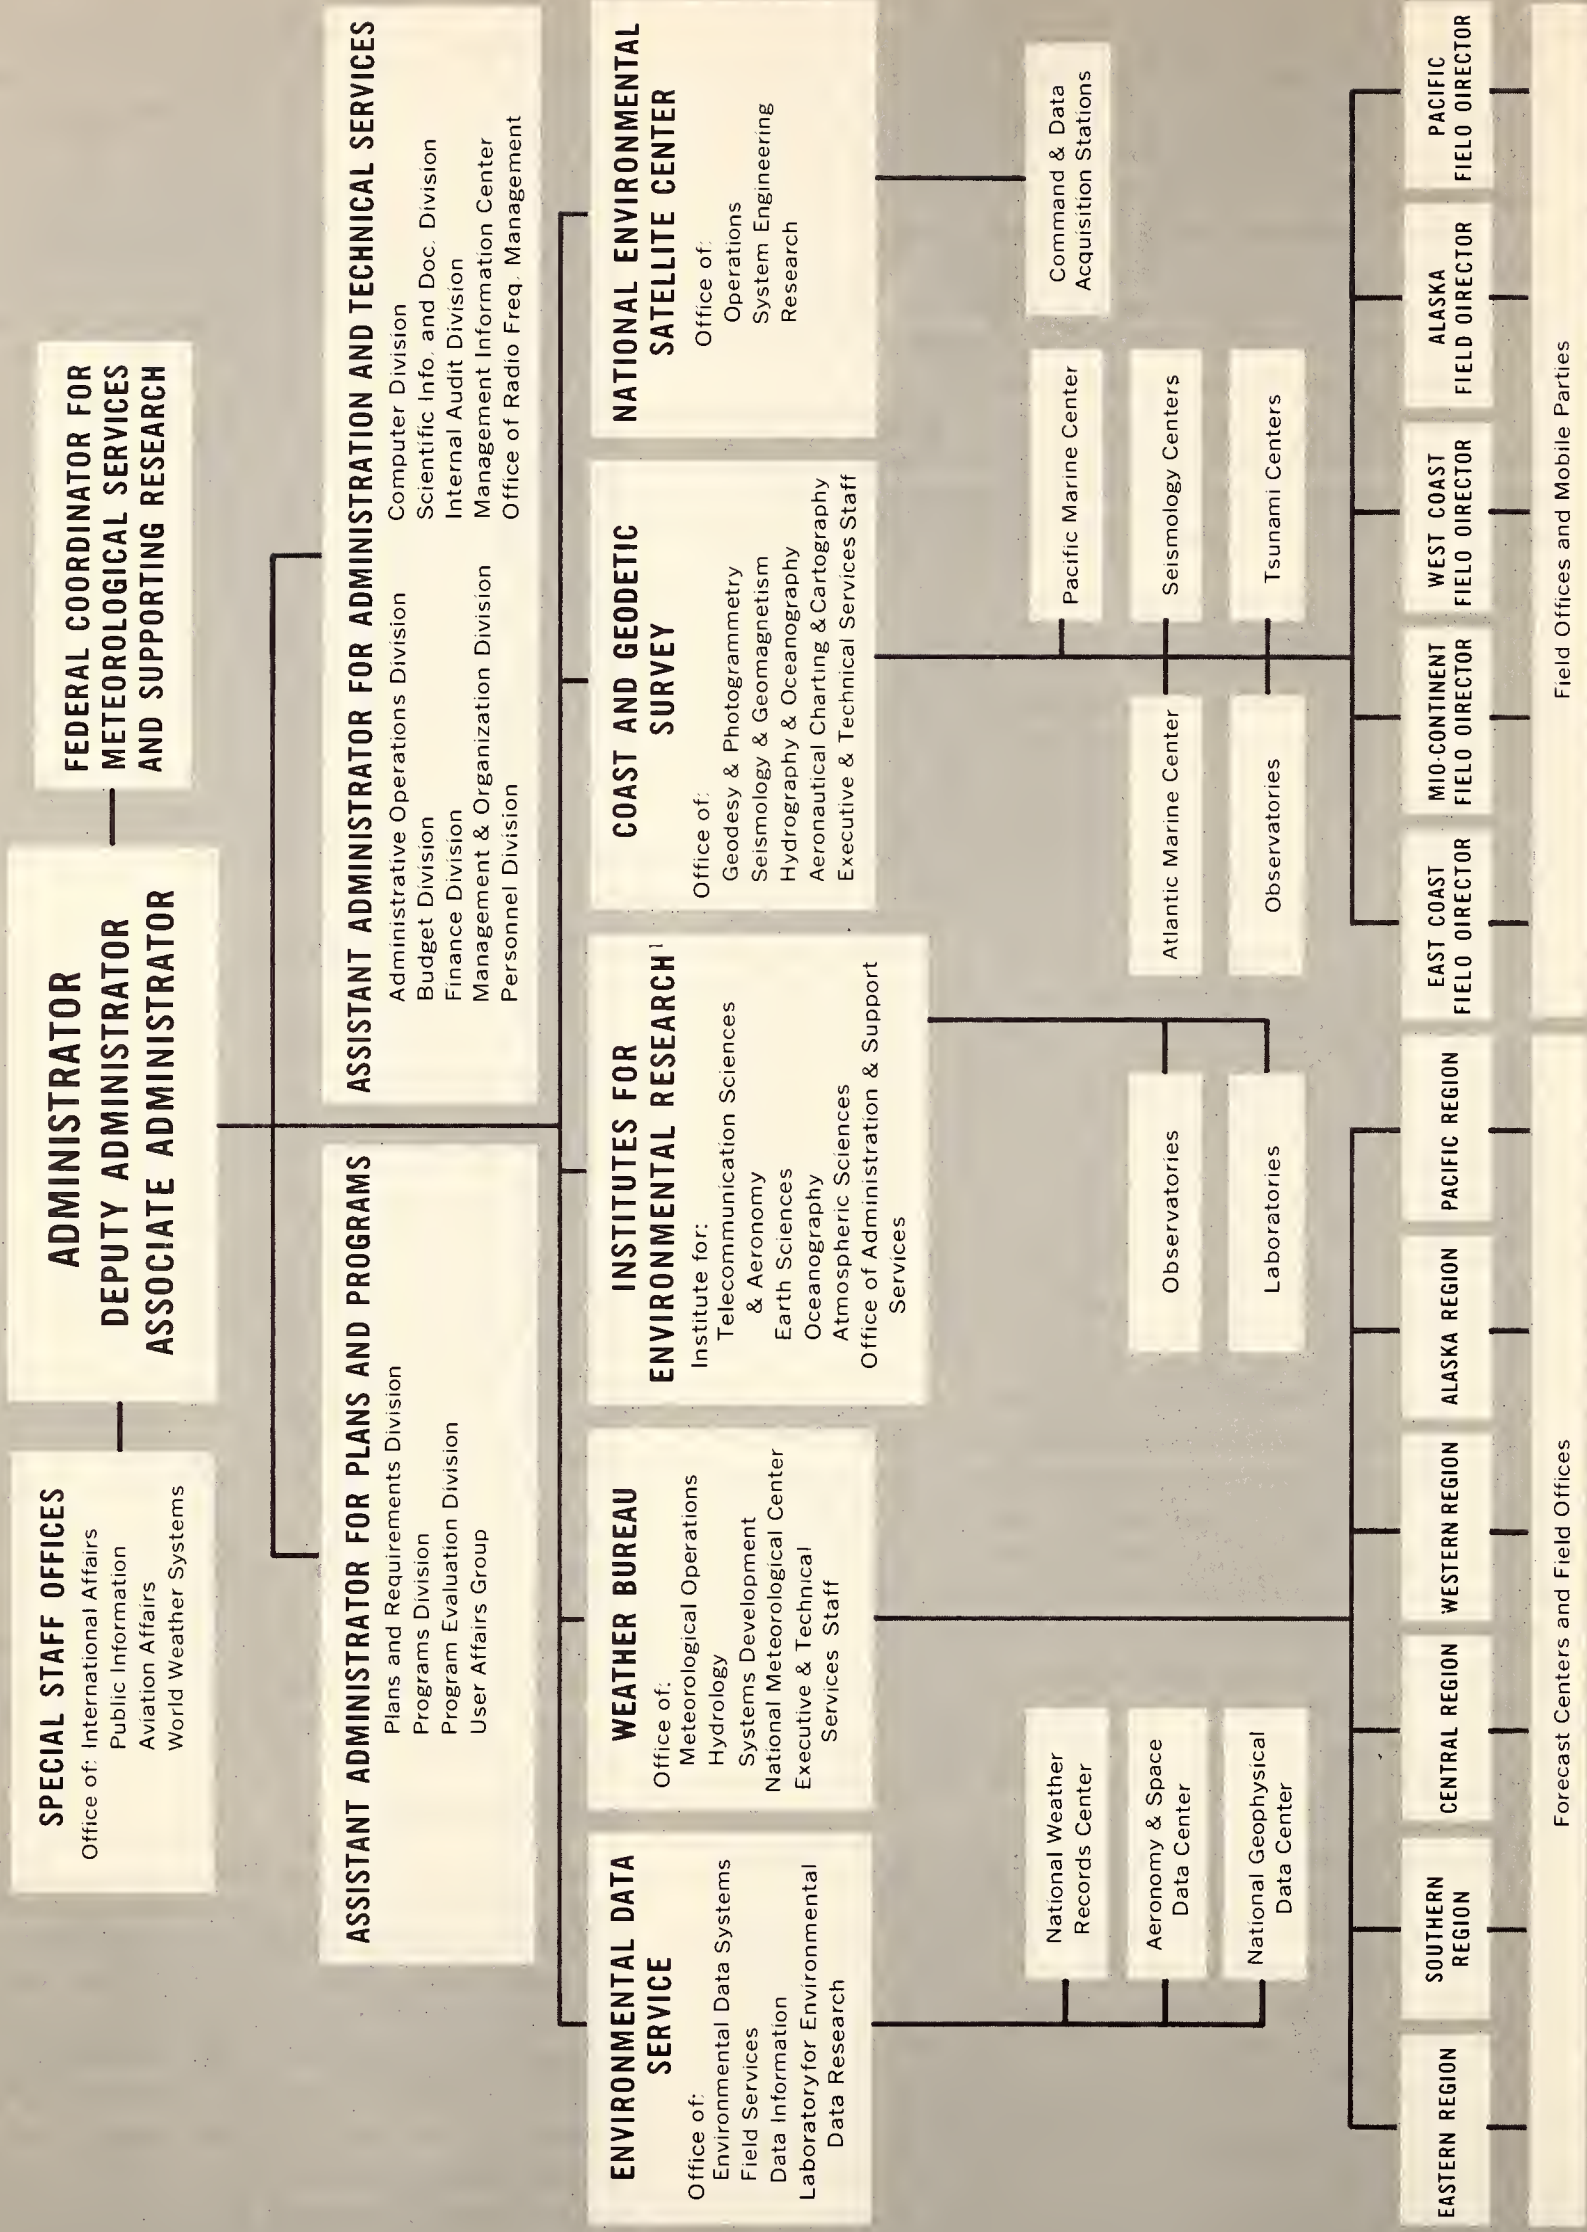 SPECIAL STAFF OFFICES
Office of: International Affairs
Public Information
Aviation Affairs
World Weather Systems
ADMINISTRATOR
DEPUTY ADMINISTRATOR
ASSOCIATE ADMINISTRATOR
FEDERAL COORDINATOR FOR
METEOROLOGICAL SERVICES
AND SUPPORTING RESEARCH
ASSISTANT ADMINISTRATOR FOR PLANS AND PROGRAMS
Plans and Requirements Division
Programs Division
Program Evaluation Division
User Affairs Group
ASSISTANT ADMINISTRATOR FOR ADMINISTRATION AND TECHNICAL SERVICES
Administrative Operations Division
Budget Division
Finance Division
Management & Organization Division
Personnel Division
Computer Division
Scientific Info. and Doc. Division
Internal Audit Division
Management Information Center
Office of Radio Freq. Management
ENVIRONMENTAL DATA
SERVICE
Office of:
Environmental Data Systems
Field Services
Data Information
Laboratory for Environmental
Data Research
WEATHER BUREAU
Office of:
Meteorological Operations
Hydrology
Systems Development
National Meteorological Center
Executive & Technical
Services Staff
INSTITUTES FOR
ENVIRONMENTAL RESEARCH¹
Institute for:
Telecommunication Sciences
& Aeronomy
Earth Sciences
Oceanography
Atmospheric Sciences
Office of Administration & Support
Services
COAST AND GEODETIC
SURVEY
Office of:
Geodesy & Photogrammetry
Seismology & Geomagnetism
Hydrography & Oceanography
Aeronautical Charting & Cartography
Executive & Technical Services Staff
NATIONAL ENVIRONMENTAL
SATELLITE CENTER
Office of:
Operations
System Engineering
Research
National Weather
Records Center
Aeronomy & Space
Data Center
National Geophysical
Data Center
Observatories
Laboratories
Pacific Marine Center
Atlantic Marine Center
Seismology Centers
Observatories
Tsunami Centers
Command & Data
Acquisition Stations
EASTERN REGION
SOUTHERN
REGION
CENTRAL REGION
WESTERN REGION
ALASKA REGION
PACIFIC REGION
EAST COAST
FIELO OIRECTOR
MIO-CONTINENT
FIELO OIRECTOR
WEST COAST
FIELO OIRECTOR
ALASKA
FIELD OIRECTOR
PACIFIC
FIELO OIRECTOR
Forecast Centers and Field Offices
Field Offices and Mobile Parties